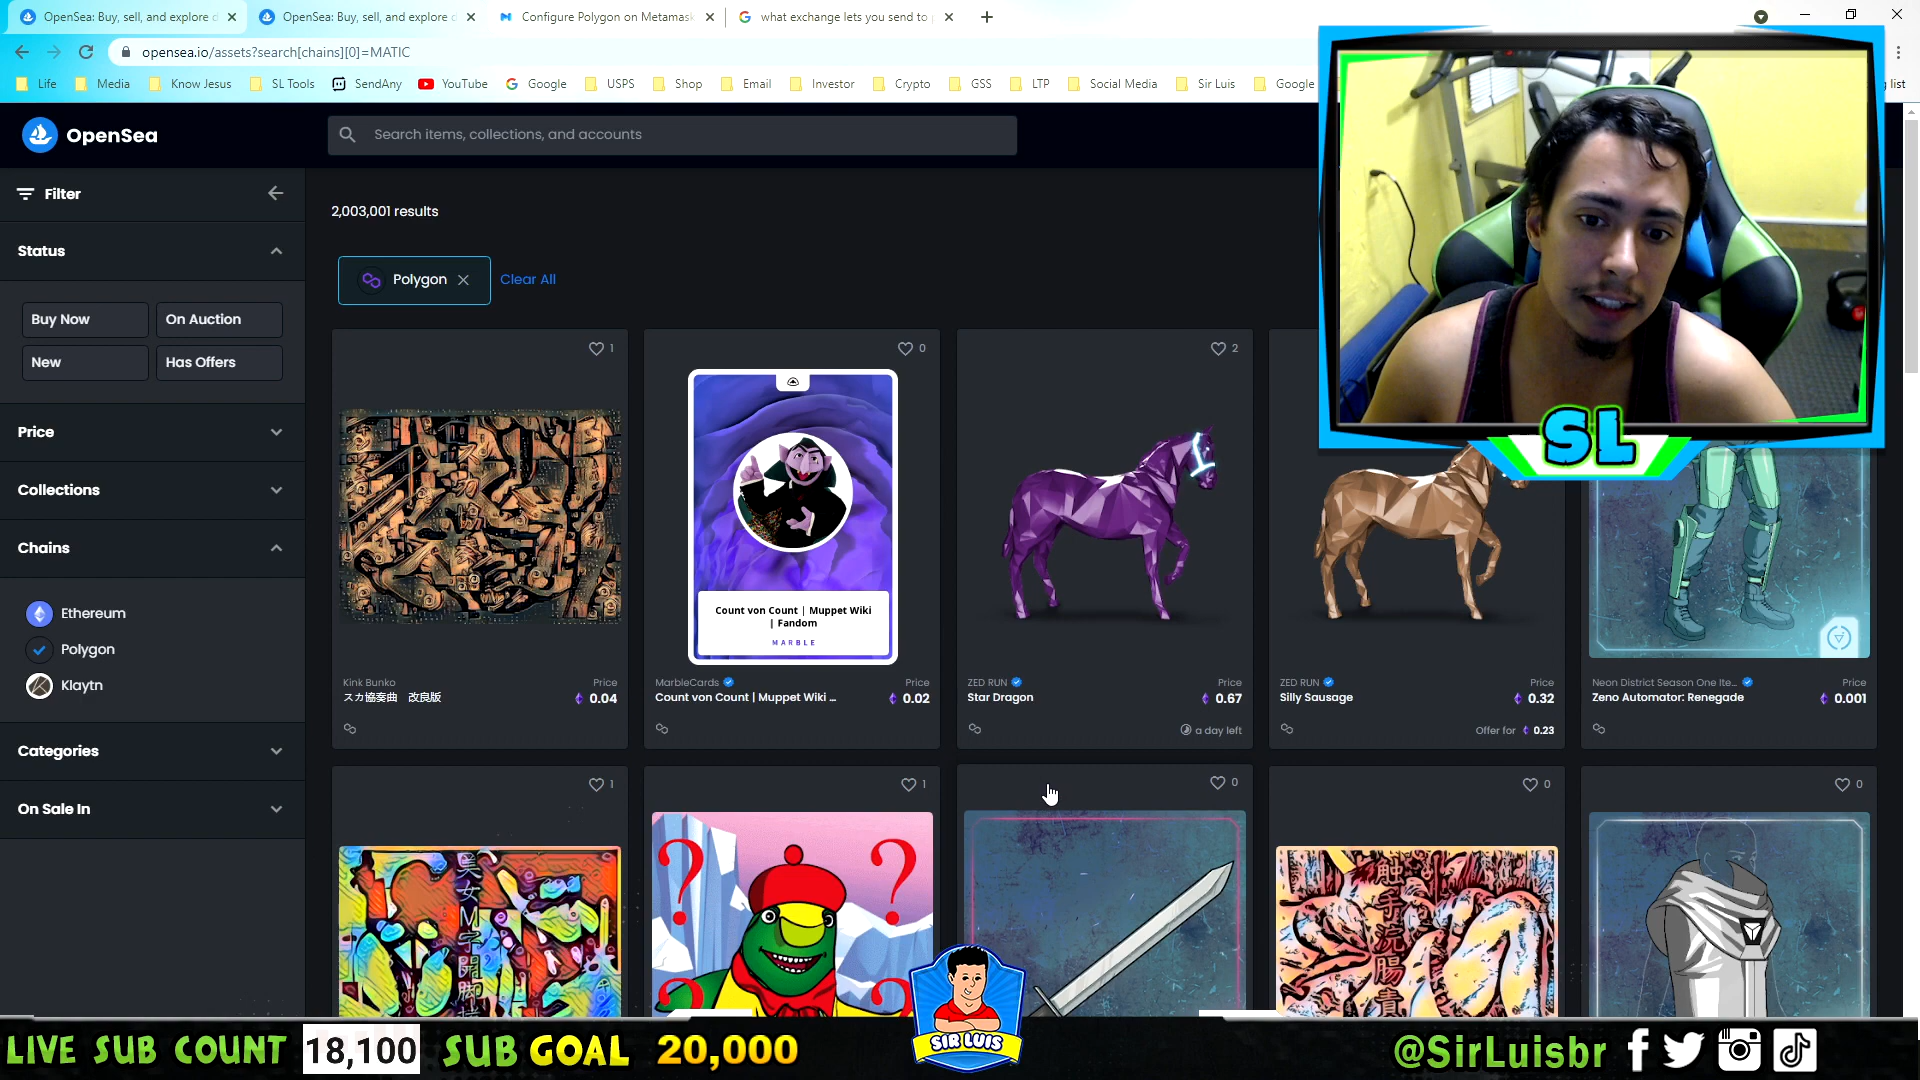 OpenSea: Buy, sell, and explore d
OpenSea: Buy, sell, and explore d
Configure Polygon on Metamask
what exchange lets you send to
opensea.io/assets?search[chains][0]=MATIC
Life
Media
Know Jesus
SL Tools
SendAny
YouTube
Google
USPS
Shop
Email
Investor
Crypto
GSS
LTP
Social Media
Sir Luis
Google
g list
OpenSea
Search items, collections, and accounts
Filter
2,003,001 results
Status
Polygon
Clear All
Buy Now
On Auction
New
Has Offers
Price
Collections
Chains
Ethereum
Polygon
Klaytn
Categories
On Sale In
1
0
2
SL
Count von Count | Muppet Wiki
| Fandom
MARBLE
Kink Bunko
Price
スカ協奏曲 改良版
0.04
MarbleCards
Price
Count von Count | Muppet Wiki ...
0.02
ZED RUN
Price
Star Dragon
0.67
a day left
ZED RUN
Price
Silly Sausage
0.32
Offer for
0.23
Neon District Season One Ite...
Price
Zeno Automator: Renegade
0.001
1
1
0
0
0
美女M字開脚
? ?
SIR LUIS
LIVE SUB COUNT 18,100 SUB GOAL 20,000
@SirLuisbr